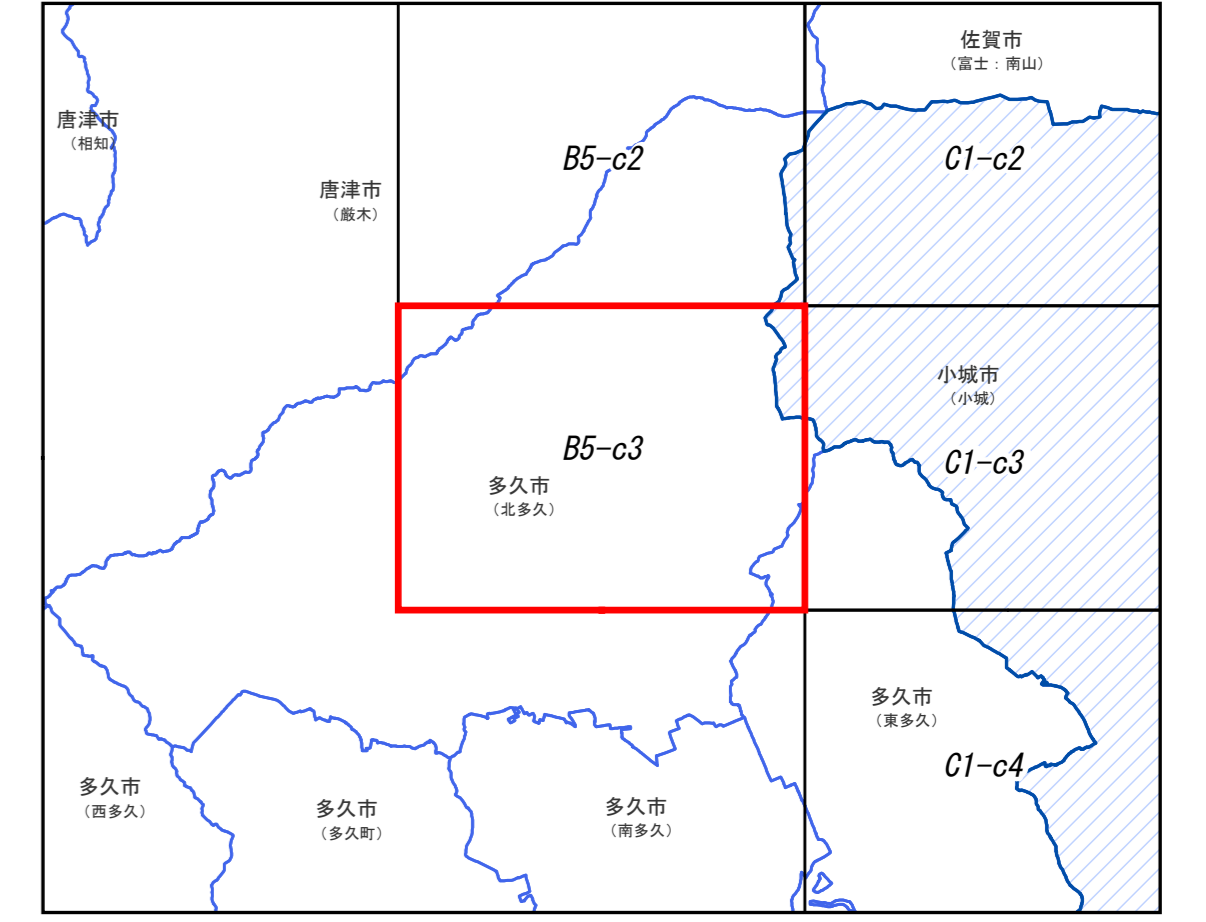 佐賀市
（富士：南山）
唐津市
（相知）
B5-c2
C1-c2
唐津市
（厳木）
小城市
（小城）
B5-c3
C1-c3
多久市
（北多久）
多久市
（東多久）
C1-c4
多久市
（西多久）
多久市
（多久町）
多久市
（南多久）